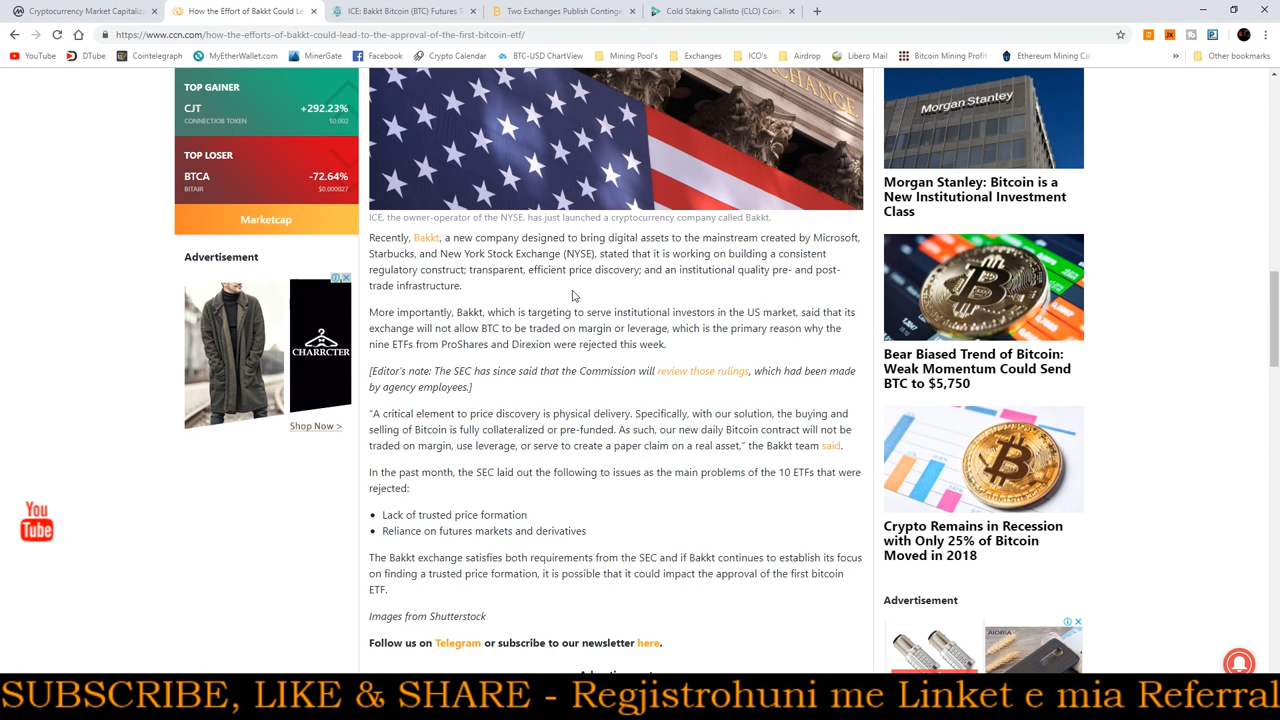 Cryptocurrency Market Capitaliz
How the Effort of Bakkt Could Le
ICE: Bakkt Bitcoin (BTC) Futures T
Two Exchanges Publish Continge
Cold Staking Callisto (CLO) Coins
https://www.ccn.com/how-the-efforts-of-bakkt-could-lead-to-the-approval-of-the-first-bitcoin-etf/
YouTube
DTube
Cointelegraph
MyEtherWallet.com
MinerGate
Facebook
Crypto Calendar
BTC-USD ChartView
Mining Pool's
Exchanges
ICO's
Airdrop
Libero Mail
Bitcoin Mining Profit
Ethereum Mining Cal
»
Other bookmarks
TOP GAINER
CJT +292.23%
CONNECTJOB TOKEN $0.002
TOP LOSER
BTCA -72.64%
BITAIR $0.000027
Marketcap
Advertisement
CHARRCTER
Shop Now >
EXCHANGE
ICE, the owner-operator of the NYSE, has just launched a cryptocurrency company called Bakkt.
Recently, Bakkt, a new company designed to bring digital assets to the mainstream created by Microsoft,
Starbucks, and New York Stock Exchange (NYSE), stated that it is working on building a consistent
regulatory construct; transparent, efficient price discovery; and an institutional quality pre- and post-
trade infrastructure.
More importantly, Bakkt, which is targeting to serve institutional investors in the US market, said that its
exchange will not allow BTC to be traded on margin or leverage, which is the primary reason why the
nine ETFs from ProShares and Direxion were rejected this week.
[Editor's note: The SEC has since said that the Commission will review those rulings, which had been made
by agency employees.]
“A critical element to price discovery is physical delivery. Specifically, with our solution, the buying and
selling of Bitcoin is fully collateralized or pre-funded. As such, our new daily Bitcoin contract will not be
traded on margin, use leverage, or serve to create a paper claim on a real asset,” the Bakkt team said.
In the past month, the SEC laid out the following to issues as the main problems of the 10 ETFs that were
rejected:
• Lack of trusted price formation
• Reliance on futures markets and derivatives
The Bakkt exchange satisfies both requirements from the SEC and if Bakkt continues to establish its focus
on finding a trusted price formation, it is possible that it could impact the approval of the first bitcoin
ETF.
Images from Shutterstock
Follow us on Telegram or subscribe to our newsletter here.
Morgan Stanley
Morgan Stanley: Bitcoin is a
New Institutional Investment
Class
Bear Biased Trend of Bitcoin:
Weak Momentum Could Send
BTC to $5,750
Crypto Remains in Recession
with Only 25% of Bitcoin
Moved in 2018
Advertisement
AIORIA
You
Tube
SUBSCRIBE, LIKE & SHARE - Regjistrohuni me Linket e mia Referral